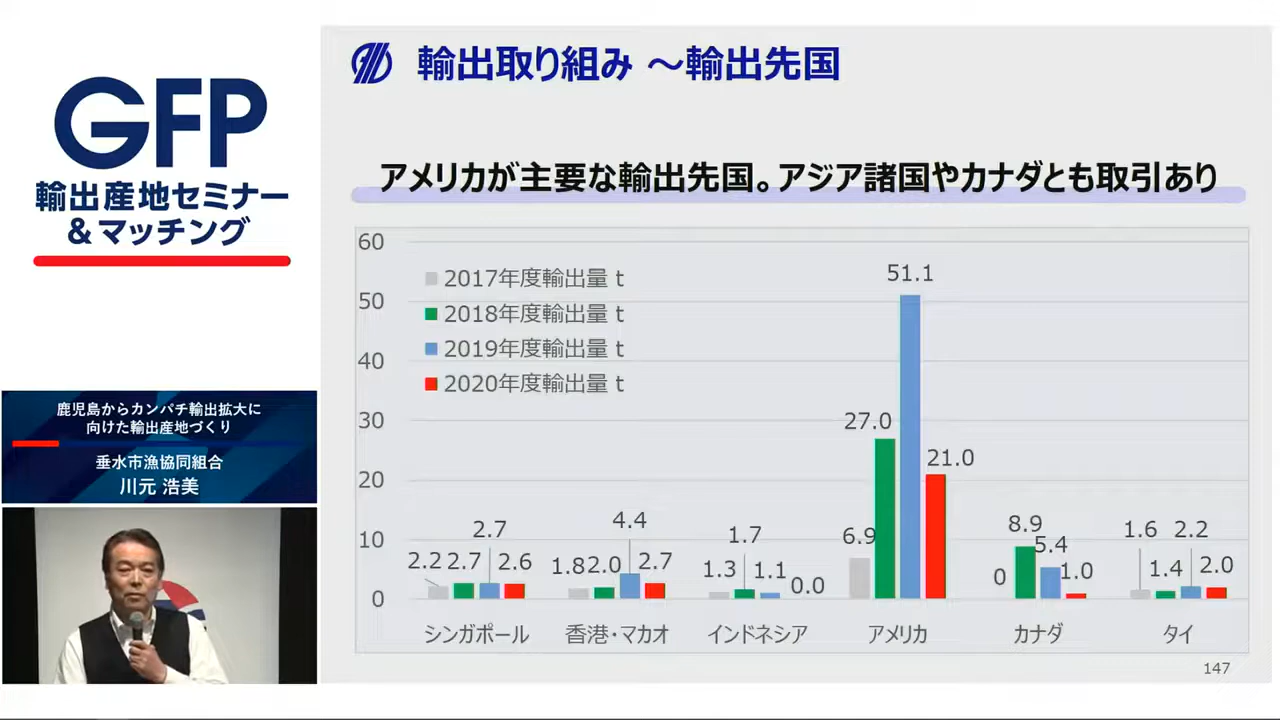 GFP
輸出産地セミナー
&マッチング
鹿児島からカンパチ輸出拡大に
向けた輸出産地づくり
垂水市漁協同組合
川元 浩美
輸出取り組み ～輸出先国
アメリカが主要な輸出先国。アジア諸国やカナダとも取引あり
60
50
40
30
20
10
0
2017年度輸出量 t
2018年度輸出量 t
2019年度輸出量 t
2020年度輸出量 t
2.2 2.7 2.7 2.6
1.8 2.0 4.4 2.7
1.3 1.7 1.1 0.0
6.9 27.0 51.1 21.0
0 8.9 5.4 1.0
1.6 1.4 2.2 2.0
シンガポール 香港・マカオ インドネシア アメリカ カナダ タイ
147